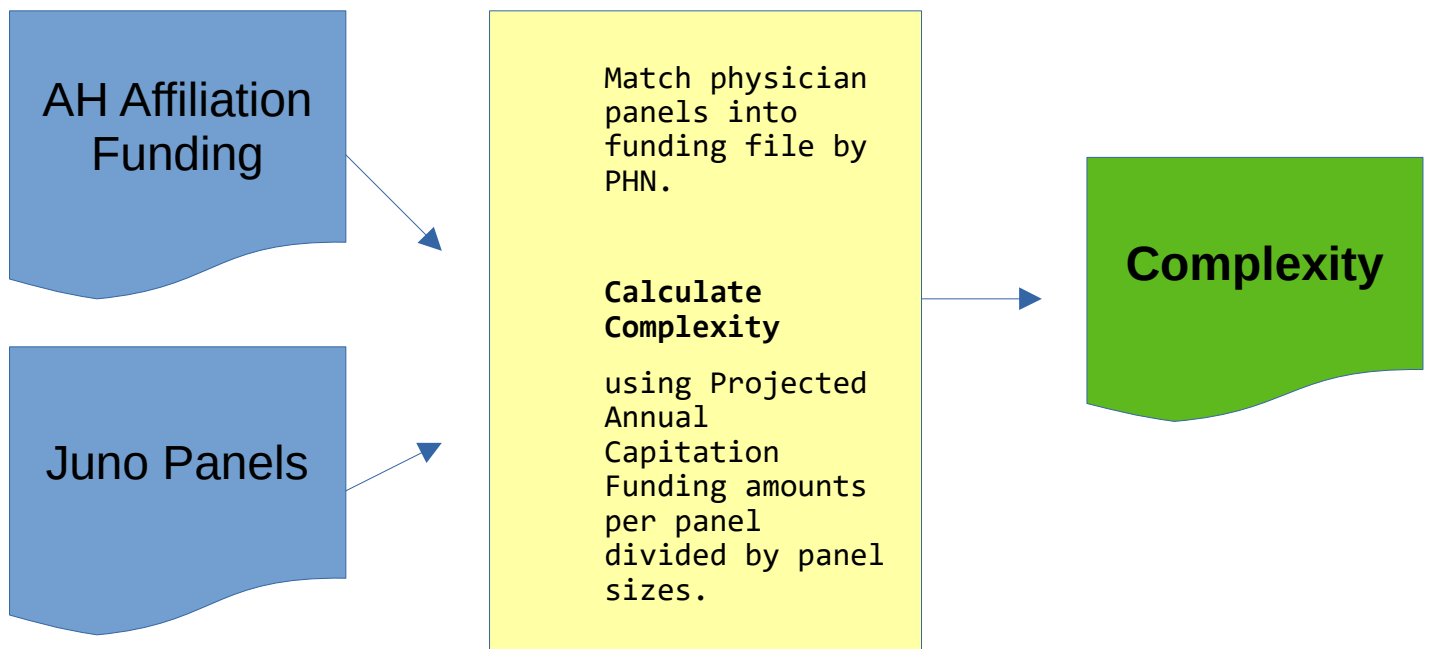 AH Affiliation
Funding
Juno Panels
Match physician
panels into
funding file by
PHN.
Calculate
Complexity
using Projected
Annual
Capitation
Funding amounts
per panel
divided by panel
sizes.
Complexity